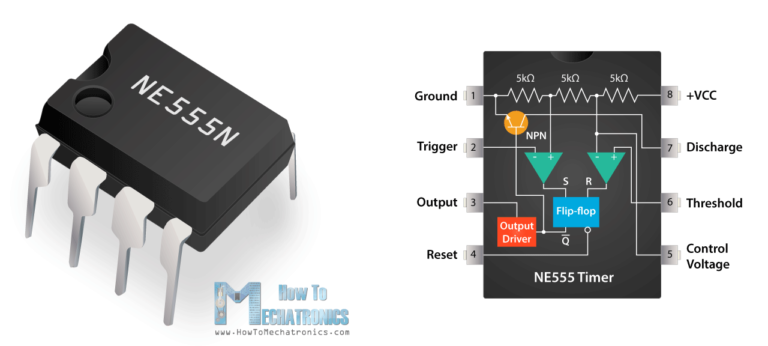 NE555N
How To
MECHATRONICS
www.HowToMechatronics.com
5kΩ 5kΩ 5kΩ
Ground 1 8 +VCC
NPN
Trigger 2 - + - + 7 Discharge
S R
Output 3 Flip-flop 6 Threshold
Output
Driver
Q̅
Reset 4 5 Control
Voltage
NE555 Timer